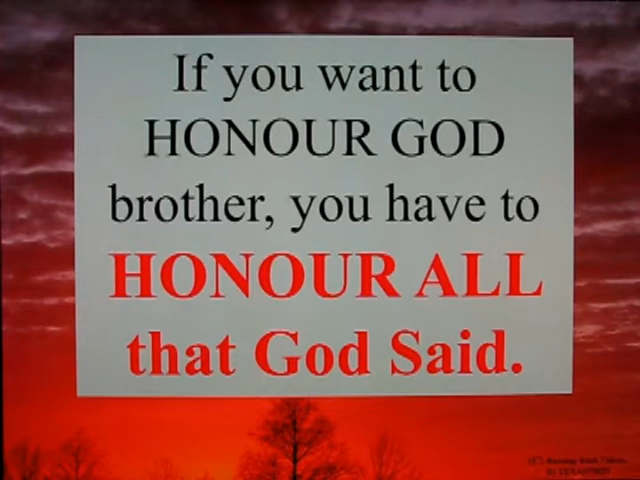 If you want to
HONOUR GOD
brother, you have to
HONOUR ALL
that God Said.